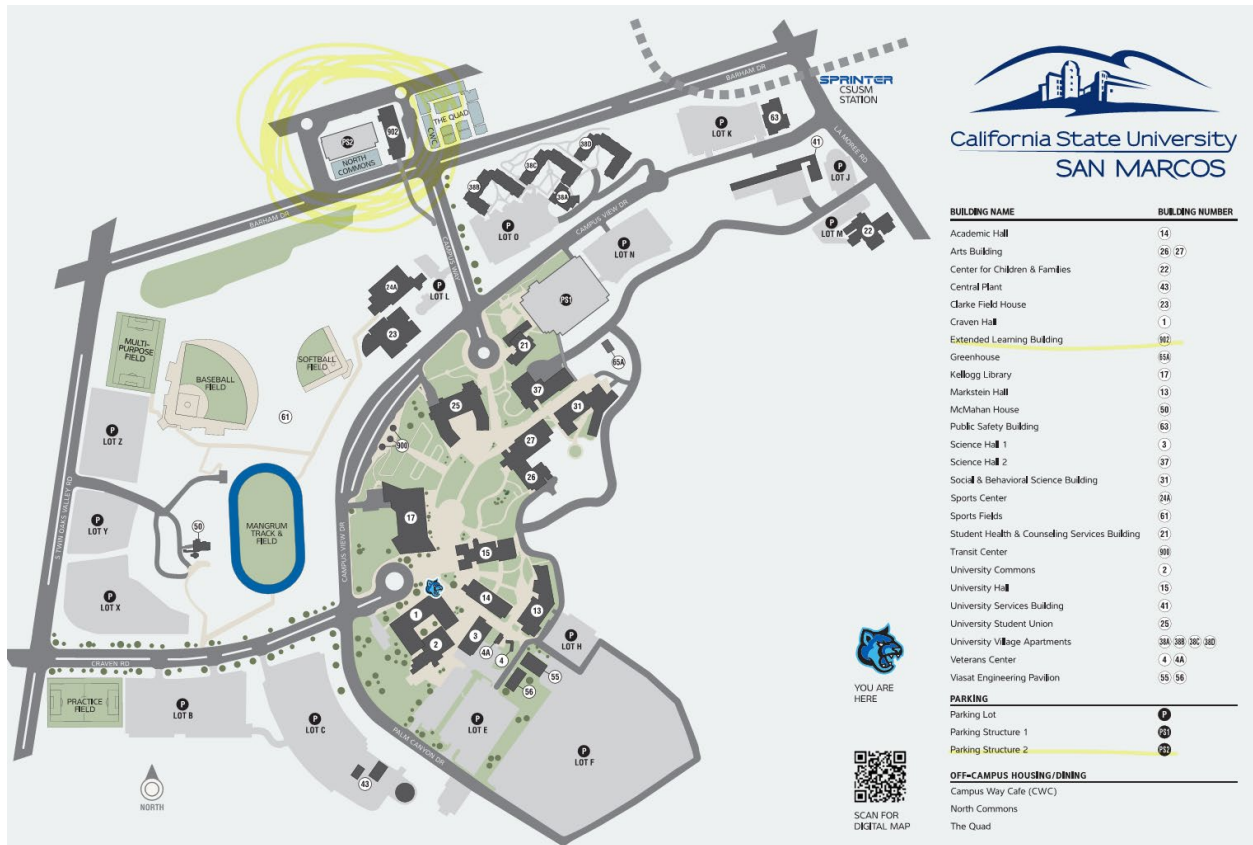 BARHAM DR
SPRINTER
CSUSM
STATION
THE QUAD
CWC
902
PS2
NORTH
COMMONS
P
LOT K
63
LA MOREE RD
41
P
LOT J
38D
38C
38B
38A
P
LOT O
CAMPUS VIEW DR
P
LOT N
P
LOT M
22
BARHAM DR
CAMPUS WAY
24A
P
LOT L
23
PS1
MULTI-
PURPOSE
FIELD
BASEBALL
FIELD
SOFTBALL
FIELD
21
65A
37
61
25
31
P
LOT Z
27
900
26
S TWIN OAKS VALLEY RD
P
LOT Y
50
MANGRUM
TRACK &
FIELD
17
CAMPUS VIEW DR
15
P
LOT X
14
13
1
2
3
4A
4
P
LOT H
55
56
CRAVEN RD
PRACTICE
FIELD
P
LOT B
P
LOT C
P
LOT E
P
LOT F
PALM CANYON DR
43
NORTH
YOU ARE
HERE
SCAN FOR
DIGITAL MAP
California State University
SAN MARCOS
BUILDING NAME BUILDING NUMBER
Academic Hall 14
Arts Building 26 27
Center for Children & Families 22
Central Plant 43
Clarke Field House 23
Craven Hall 1
Extended Learning Building 902
Greenhouse 65A
Kellogg Library 17
Markstein Hall 13
McMahan House 50
Public Safety Building 63
Science Hall 1 3
Science Hall 2 37
Social & Behavioral Science Building 31
Sports Center 24A
Sports Fields 61
Student Health & Counseling Services Building 21
Transit Center 900
University Commons 2
University Hall 15
University Services Building 41
University Student Union 25
University Village Apartments 38A 38B 38C 38D
Veterans Center 4 4A
Viasat Engineering Pavilion 55 56
PARKING
Parking Lot P
Parking Structure 1 PS1
Parking Structure 2 PS2
OFF-CAMPUS HOUSING/DINING
Campus Way Cafe (CWC)
North Commons
The Quad